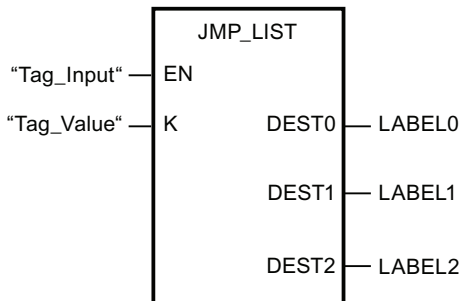 JMP_LIST
“Tag_Input“ EN
“Tag_Value“ K DEST0 LABEL0
DEST1 LABEL1
DEST2 LABEL2